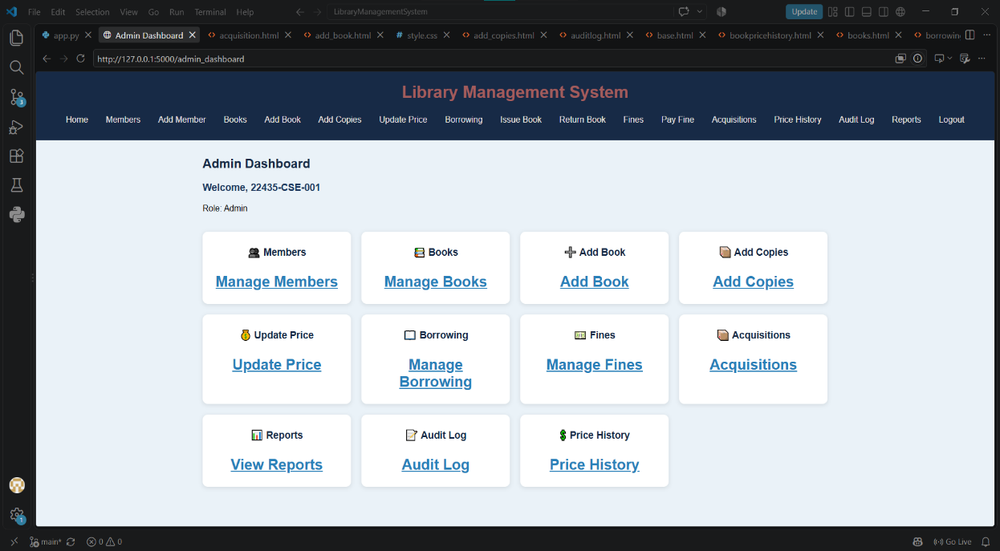 File Edit Selection View Go Run Terminal Help LibraryManagementSystem Update
app.py Admin Dashboard acquisition.html add_book.html # style.css add_copies.html auditlog.html base.html bookpricehistory.html books.html borrowin
http://127.0.0.1:5000/admin_dashboard
Library Management System
Home Members Add Member Books Add Book Add Copies Update Price Borrowing Issue Book Return Book Fines Pay Fine Acquisitions Price History Audit Log Reports Logout
3
Admin Dashboard
Welcome, 22435-CSE-001
Role: Admin
Members Books Add Book Add Copies
Manage Members Manage Books Add Book Add Copies
Update Price Borrowing Fines Acquisitions
Update Price Manage Manage Fines Acquisitions
Borrowing
Reports Audit Log Price History
View Reports Audit Log Price History
1
main* 0 0 Go Live